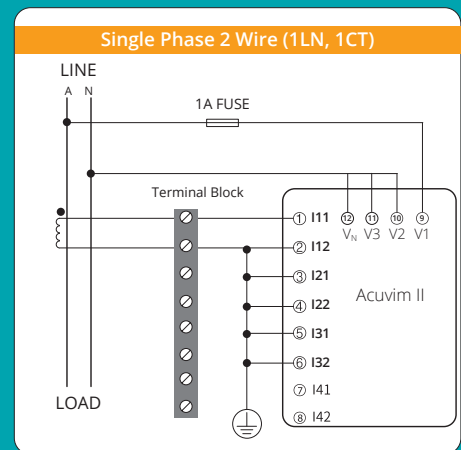 Single Phase 2 Wire (1LN, 1CT)
LINE
A N
1A FUSE
Terminal Block
12 11 10 9
VN V3 V2 V1
1 I11
2 I12
3 I21
4 I22
5 I31
6 I32
7 I41
8 I42
Acuvim II
LOAD